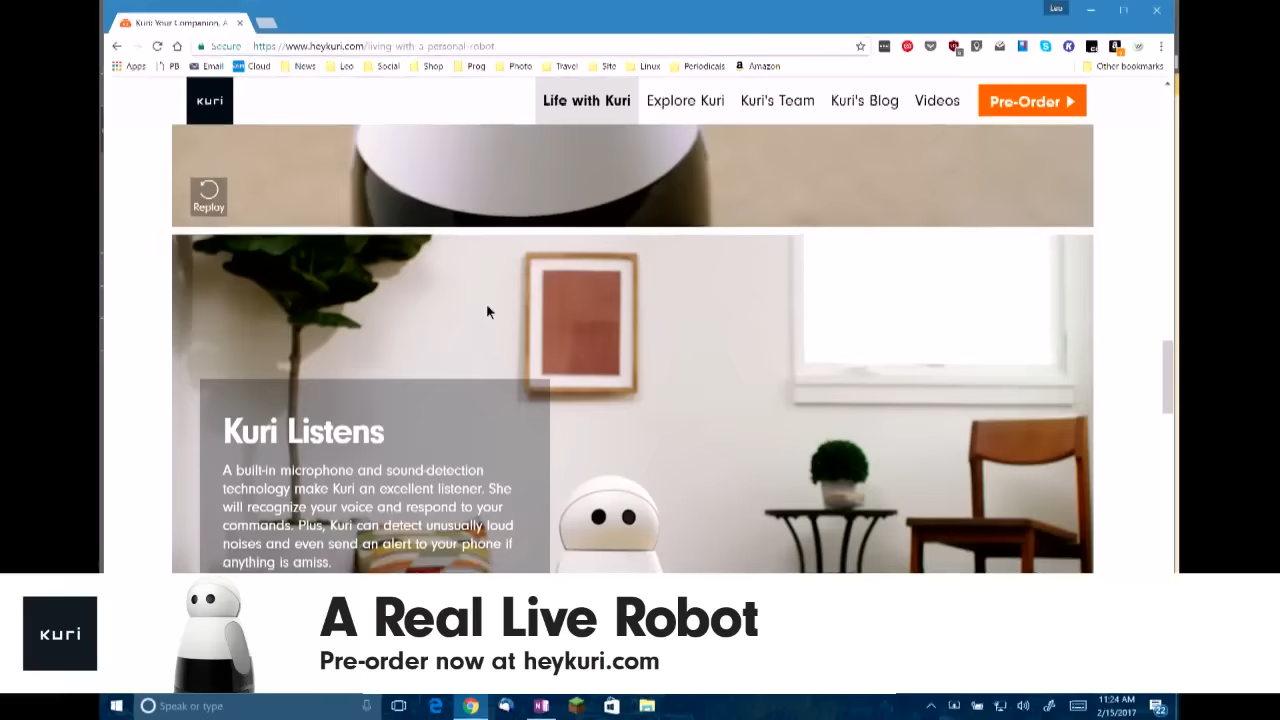 Leo
Kuri: Your Companion, A
Secure
https://www.heykuri.com/living-with-a-personal-robot
Apps
PB
Email
Cloud
News
Leo
Social
Shop
Prog
Photo
Travel
Site
Linux
Periodicals
Amazon
Other bookmarks
kuri
Life with Kuri
Explore Kuri
Kuri's Team
Kuri's Blog
Videos
Pre-Order
Replay
Kuri Listens
A built-in microphone and sound-detection
technology make Kuri an excellent listener. She
will recognize your voice and respond to your
commands. Plus, Kuri can detect unusually loud
noises and even send an alert to your phone if
anything is amiss.
kuri
A Real Live Robot
Pre-order now at heykuri.com
Speak or type
11:24 AM
2/15/2017
22